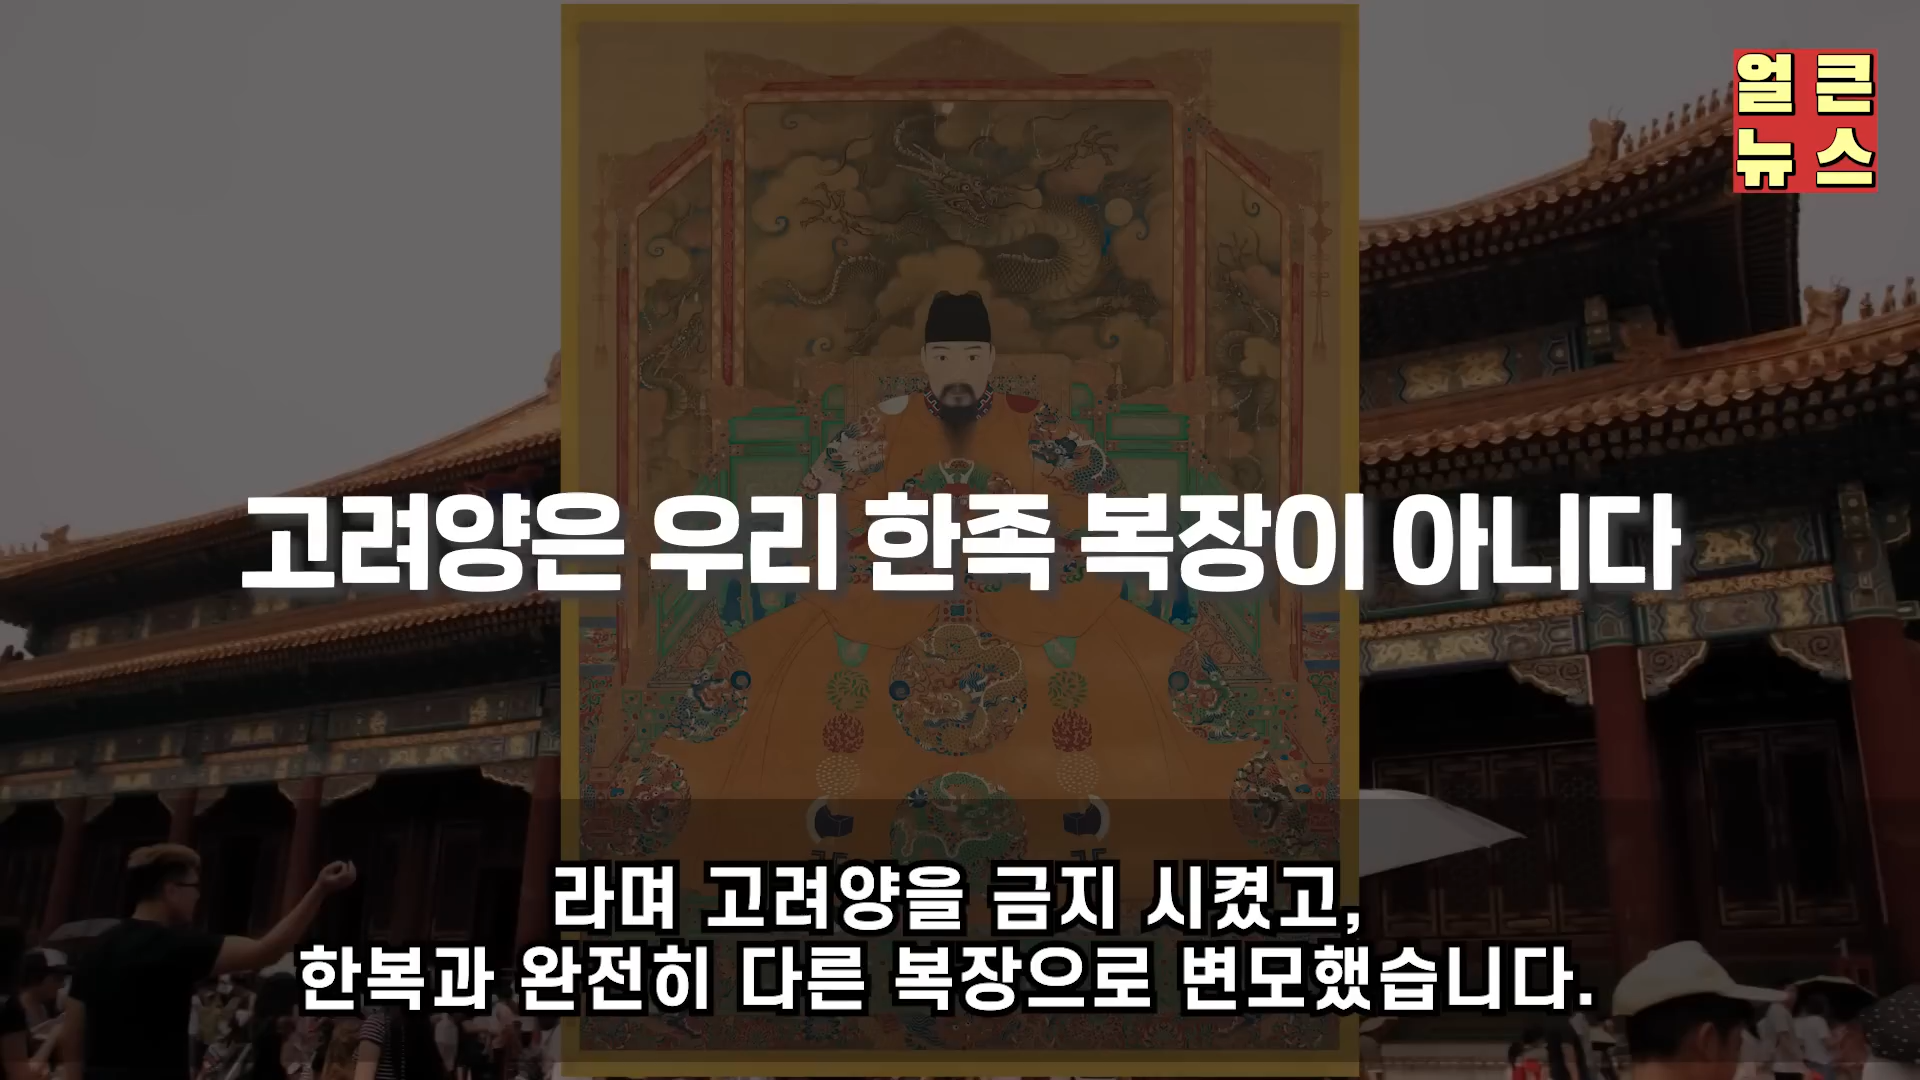 얼큰
뉴스
고려양은 우리 한족 복장이 아니다
라며 고려양을 금지 시켰고,
한복과 완전히 다른 복장으로 변모했습니다.